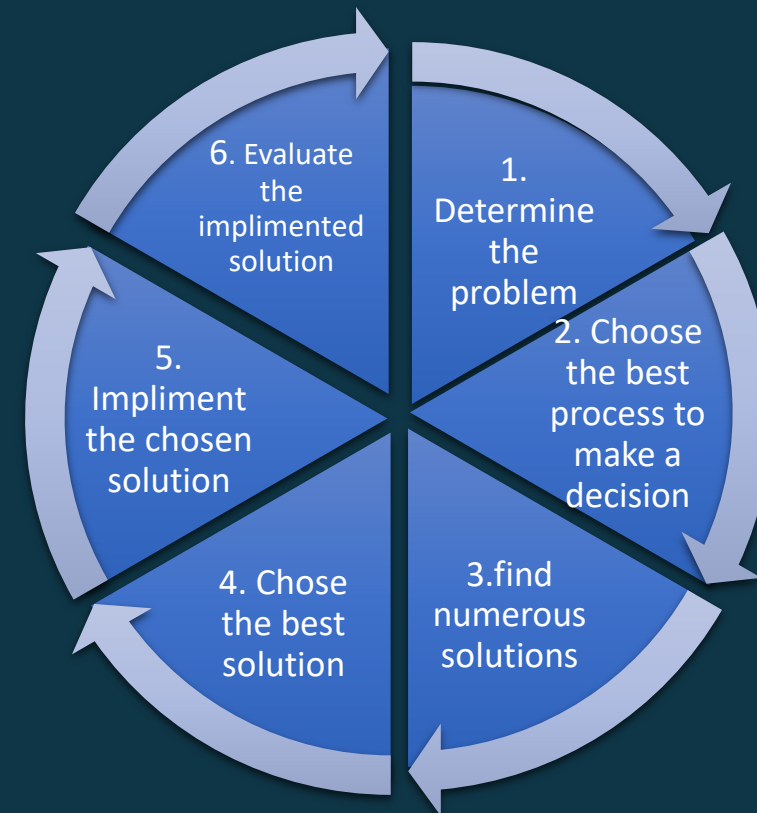 1.
Determine
the
problem
2. Choose
the best
process to
make a
decision
3.find
numerous
solutions
4. Chose
the best
solution
5.
Impliment
the chosen
solution
6. Evaluate
the
implimented
solution